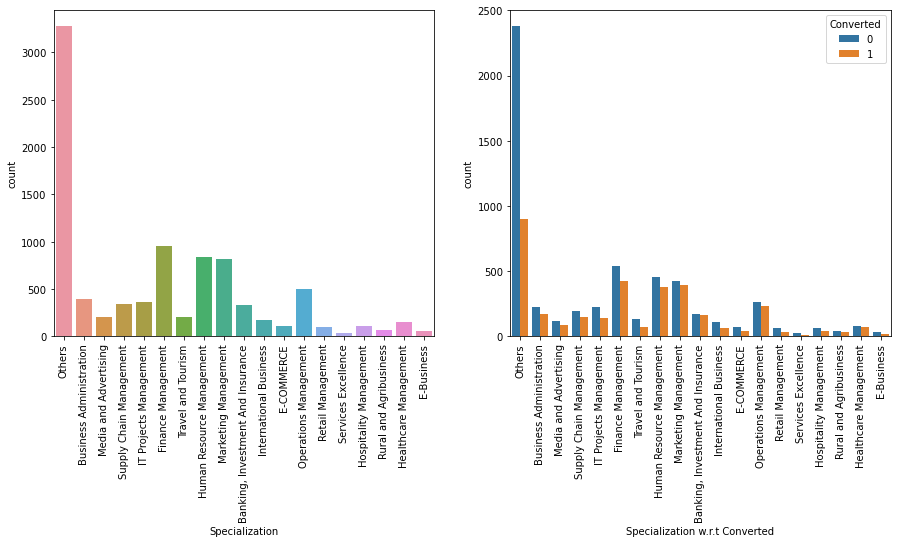 3000
2500
2000
1500
1000
500
0
count
Others
Business Administration
Media and Advertising
Supply Chain Management
IT Projects Management
Finance Management
Travel and Tourism
Human Resource Management
Marketing Management
Banking, Investment And Insurance
International Business
E-COMMERCE
Operations Management
Retail Management
Services Excellence
Hospitality Management
Rural and Agribusiness
Healthcare Management
E-Business
Specialization
2500
2000
1500
1000
500
0
count
Converted
0
1
Others
Business Administration
Media and Advertising
Supply Chain Management
IT Projects Management
Finance Management
Travel and Tourism
Human Resource Management
Marketing Management
Banking, Investment And Insurance
International Business
E-COMMERCE
Operations Management
Retail Management
Services Excellence
Hospitality Management
Rural and Agribusiness
Healthcare Management
E-Business
Specialization w.r.t Converted